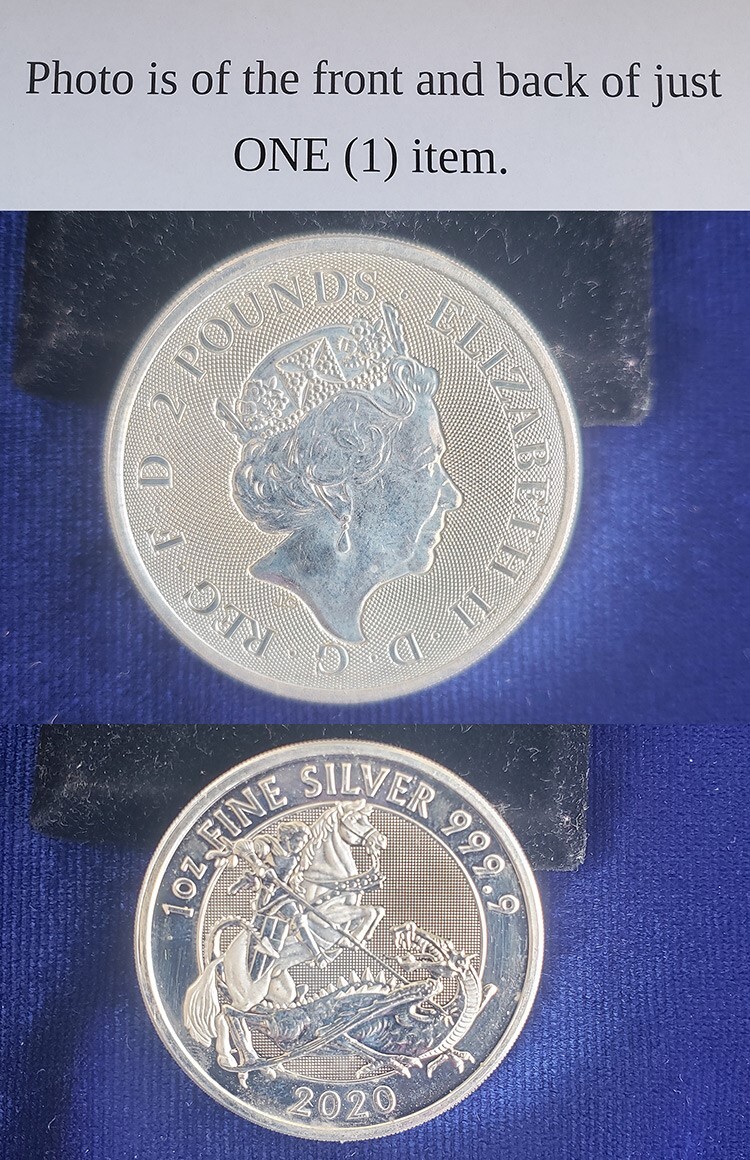 Photo is of the front and back of just
ONE (1) item.
ELIZABETH II · D · G · REG · F · D · 2 POUNDS
1oz FINE SILVER 999.9
2020